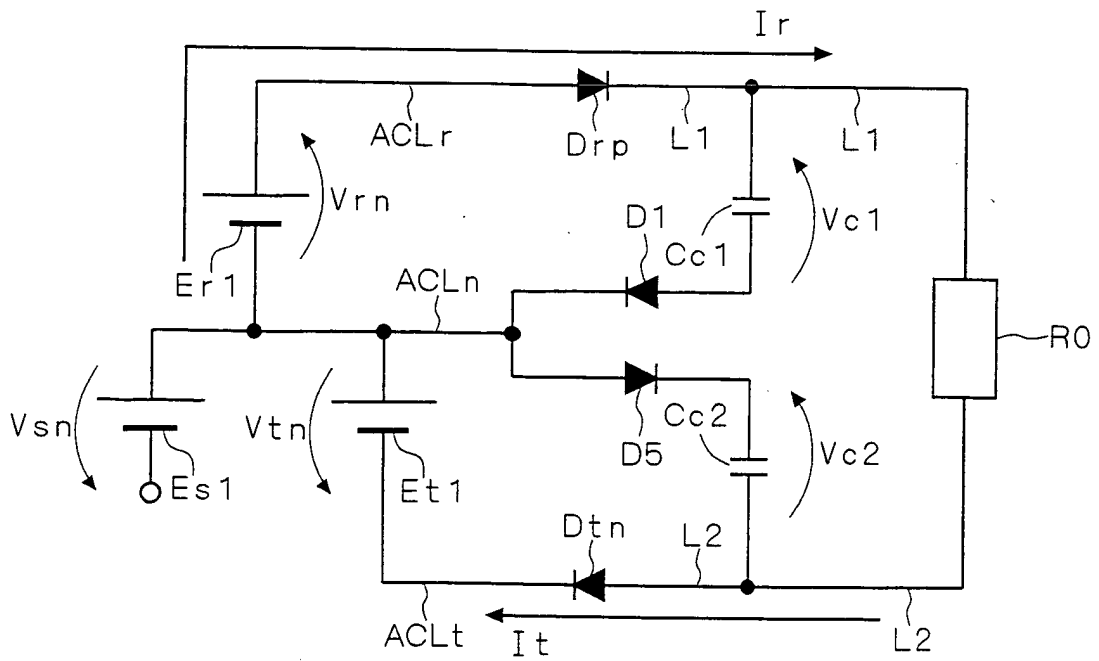 Ir
ACLr
Drp
L1
L1
Vrn
D1
Cc1
Vc1
Er1
ACLn
R0
Vsn
Vtn
Cc2
Vc2
D5
Es1
Et1
Dtn
L2
ACLt
It
L2